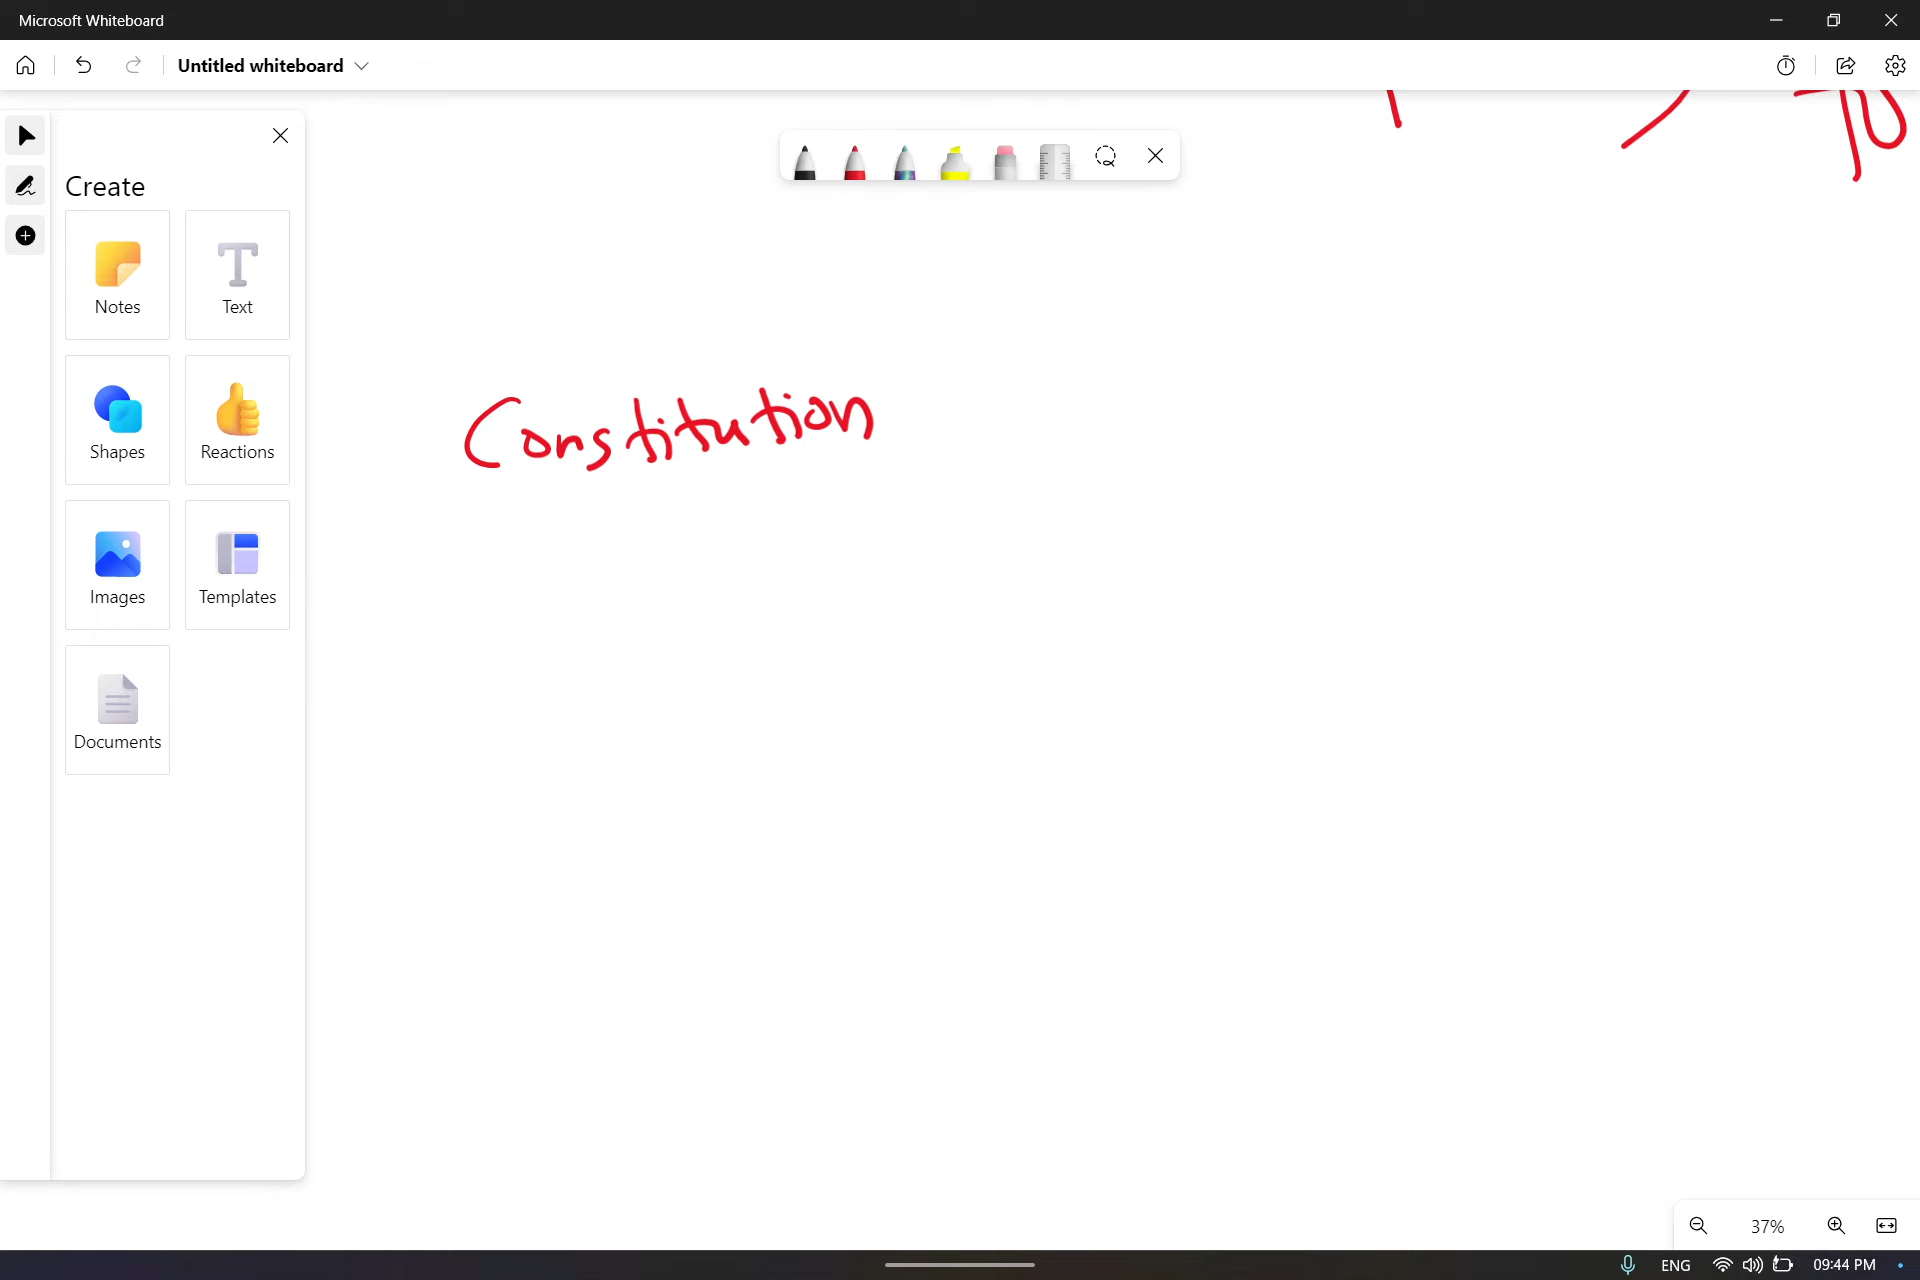 Microsoft Whiteboard
Untitled whiteboard
Create
Notes
Text
Constitution
Shapes
Reactions
Images
Templates
Documents
37%
ENG
09:44 PM